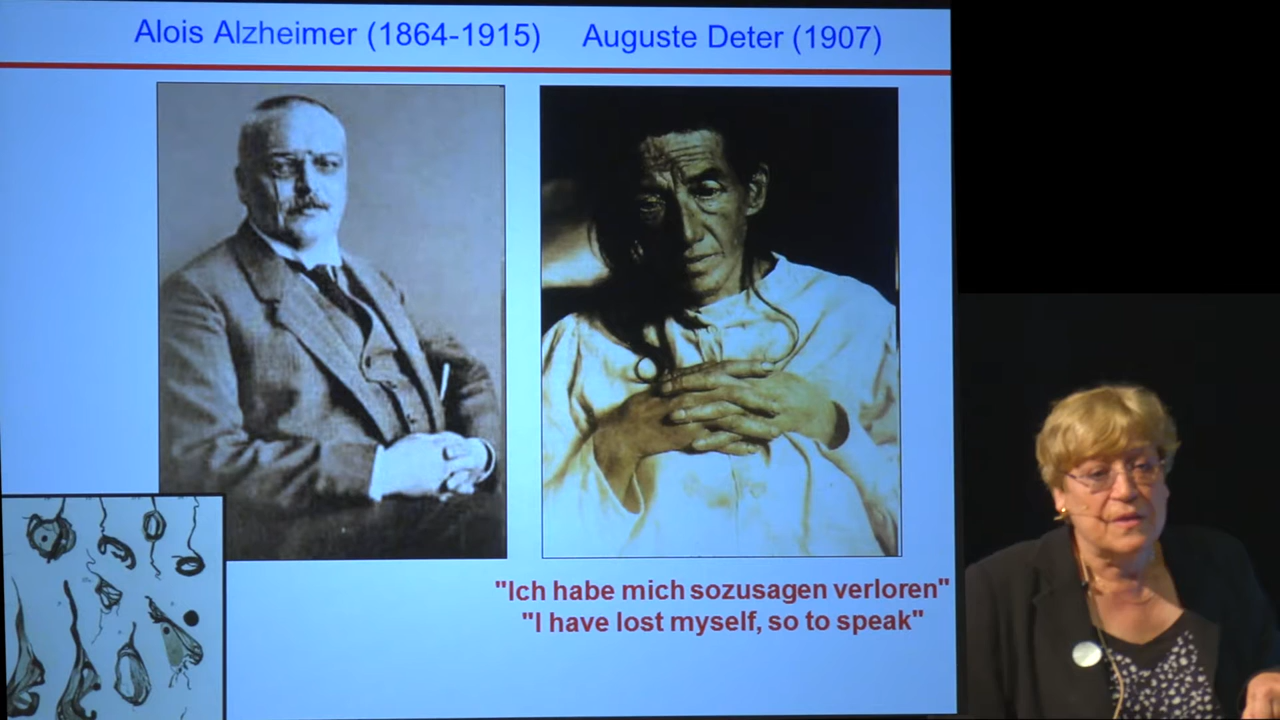 Alois Alzheimer (1864-1915) Auguste Deter (1907)
"Ich habe mich sozusagen verloren"
"I have lost myself, so to speak"